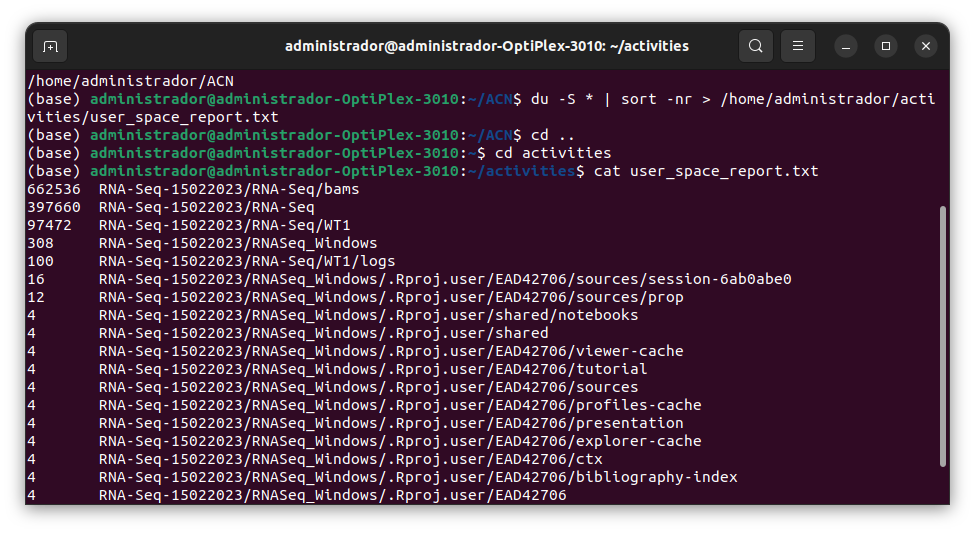 administrador@administrador-OptiPlex-3010: ~/activities
/home/administrador/ACN
(base) administrador@administrador-OptiPlex-3010:~/ACN$ du -S * | sort -nr > /home/administrador/acti
vities/user_space_report.txt
(base) administrador@administrador-OptiPlex-3010:~/ACN$ cd ..
(base) administrador@administrador-OptiPlex-3010:~$ cd activities
(base) administrador@administrador-OptiPlex-3010:~/activities$ cat user_space_report.txt
662536  RNA-Seq-15022023/RNA-Seq/bams
397660  RNA-Seq-15022023/RNA-Seq
97472   RNA-Seq-15022023/RNA-Seq/WT1
308     RNA-Seq-15022023/RNASeq_Windows
100     RNA-Seq-15022023/RNA-Seq/WT1/logs
16      RNA-Seq-15022023/RNASeq_Windows/.Rproj.user/EAD42706/sources/session-6ab0abe0
12      RNA-Seq-15022023/RNASeq_Windows/.Rproj.user/EAD42706/sources/prop
4       RNA-Seq-15022023/RNASeq_Windows/.Rproj.user/shared/notebooks
4       RNA-Seq-15022023/RNASeq_Windows/.Rproj.user/shared
4       RNA-Seq-15022023/RNASeq_Windows/.Rproj.user/EAD42706/viewer-cache
4       RNA-Seq-15022023/RNASeq_Windows/.Rproj.user/EAD42706/tutorial
4       RNA-Seq-15022023/RNASeq_Windows/.Rproj.user/EAD42706/sources
4       RNA-Seq-15022023/RNASeq_Windows/.Rproj.user/EAD42706/profiles-cache
4       RNA-Seq-15022023/RNASeq_Windows/.Rproj.user/EAD42706/presentation
4       RNA-Seq-15022023/RNASeq_Windows/.Rproj.user/EAD42706/explorer-cache
4       RNA-Seq-15022023/RNASeq_Windows/.Rproj.user/EAD42706/ctx
4       RNA-Seq-15022023/RNASeq_Windows/.Rproj.user/EAD42706/bibliography-index
4       RNA-Seq-15022023/RNASeq_Windows/.Rproj.user/EAD42706